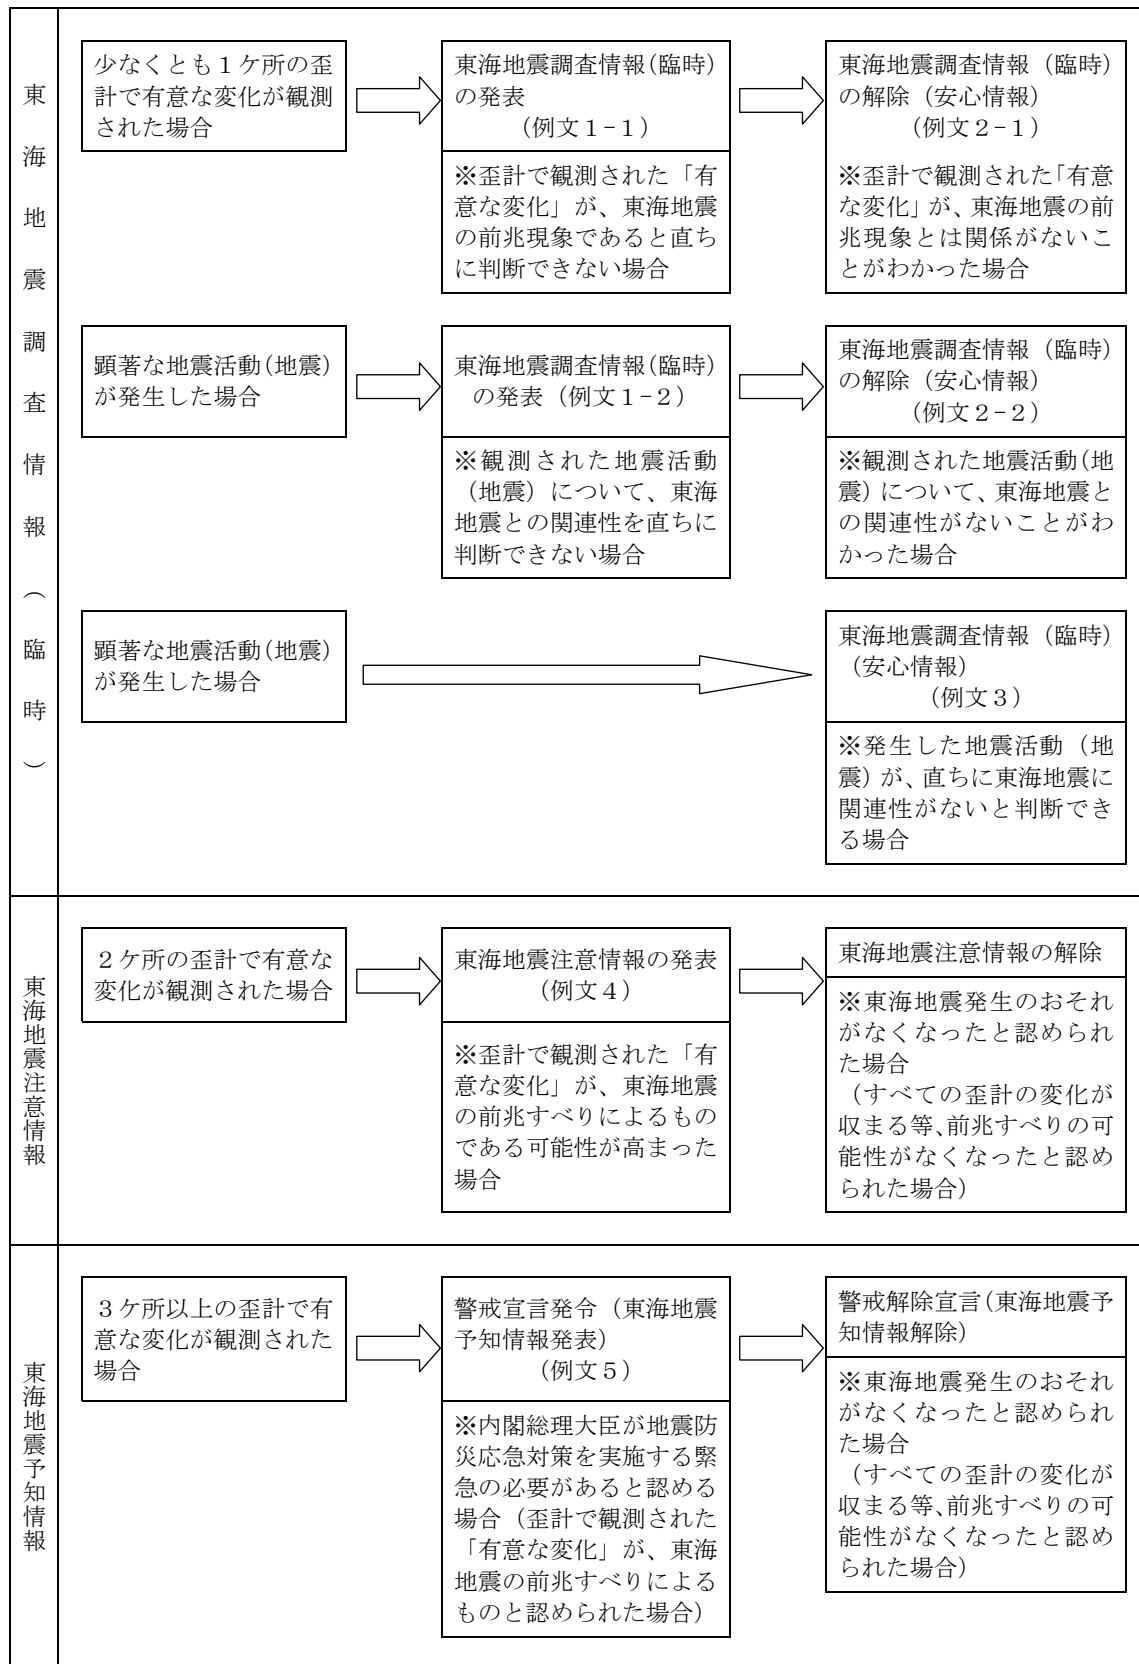 東海地震調査情報（臨時）
少なくとも１ケ所の歪
計で有意な変化が観測
された場合
東海地震調査情報(臨時)
の発表
（例文１-１）
※歪計で観測された「有
意な変化」が、東海地震
の前兆現象であると直ち
に判断できない場合
東海地震調査情報（臨時）
の解除（安心情報）
（例文２-１）
※歪計で観測された「有意
な変化」が、東海地震の前
兆現象とは関係がないこ
とがわかった場合
顕著な地震活動(地震)
が発生した場合
東海地震調査情報(臨時)
の発表（例文１-２）
※観測された地震活動
（地震）について、東海
地震との関連性を直ちに
判断できない場合
東海地震調査情報（臨時）
の解除（安心情報）
（例文２-２）
※観測された地震活動(地
震)について、東海地震と
の関連性がないことがわ
かった場合
顕著な地震活動(地震)
が発生した場合
東海地震調査情報（臨時）
（安心情報）
（例文３）
※発生した地震活動（地
震)が、直ちに東海地震に
関連性がないと判断でき
る場合
東海地震注意情報
２ケ所の歪計で有意な
変化が観測された場合
東海地震注意情報の発表
（例文４）
※歪計で観測された「有
意な変化」が、東海地震
の前兆すべりによるもの
である可能性が高まった
場合
東海地震注意情報の解除
※東海地震発生のおそれ
がなくなったと認められ
た場合
（すべての歪計の変化が
収まる等、前兆すべりの可
能性がなくなったと認め
られた場合）
東海地震予知情報
３ケ所以上の歪計で有
意な変化が観測された
場合
警戒宣言発令（東海地震
予知情報発表）
（例文５）
※内閣総理大臣が地震防
災応急対策を実施する緊
急の必要があると認める
場合（歪計で観測された
「有意な変化」が、東海
地震の前兆すべりによる
ものと認められた場合）
警戒解除宣言(東海地震予
知情報解除)
※東海地震発生のおそれ
がなくなったと認められ
た場合
（すべての歪計の変化が
収まる等、前兆すべりの可
能性がなくなったと認め
られた場合）